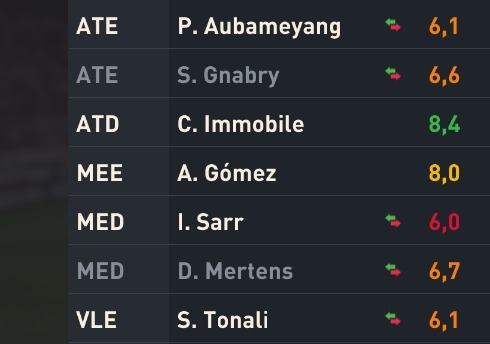 ATE P. Aubameyang 6,1
ATE S. Gnabry 6,6
ATD C. Immobile 8,4
MEE A. Gómez 8,0
MED I. Sarr 6,0
MED D. Mertens 6,7
VLE S. Tonali 6,1